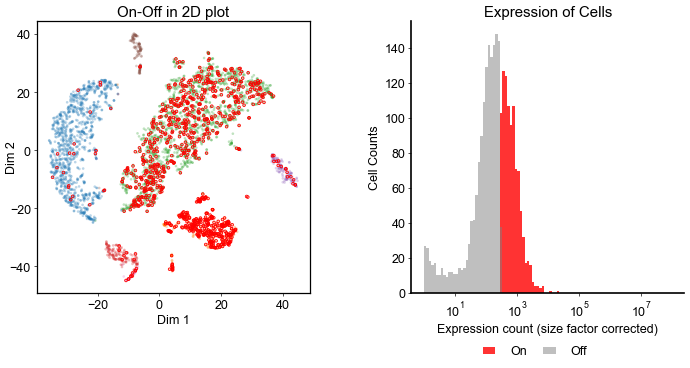 On-Off in 2D plot
Dim 2
40
20
0
−20
−40
−20 0 20 40
Dim 1
Expression of Cells
Cell Counts
140
120
100
80
60
40
20
0
10^1 10^3 10^5 10^7
Expression count (size factor corrected)
On Off